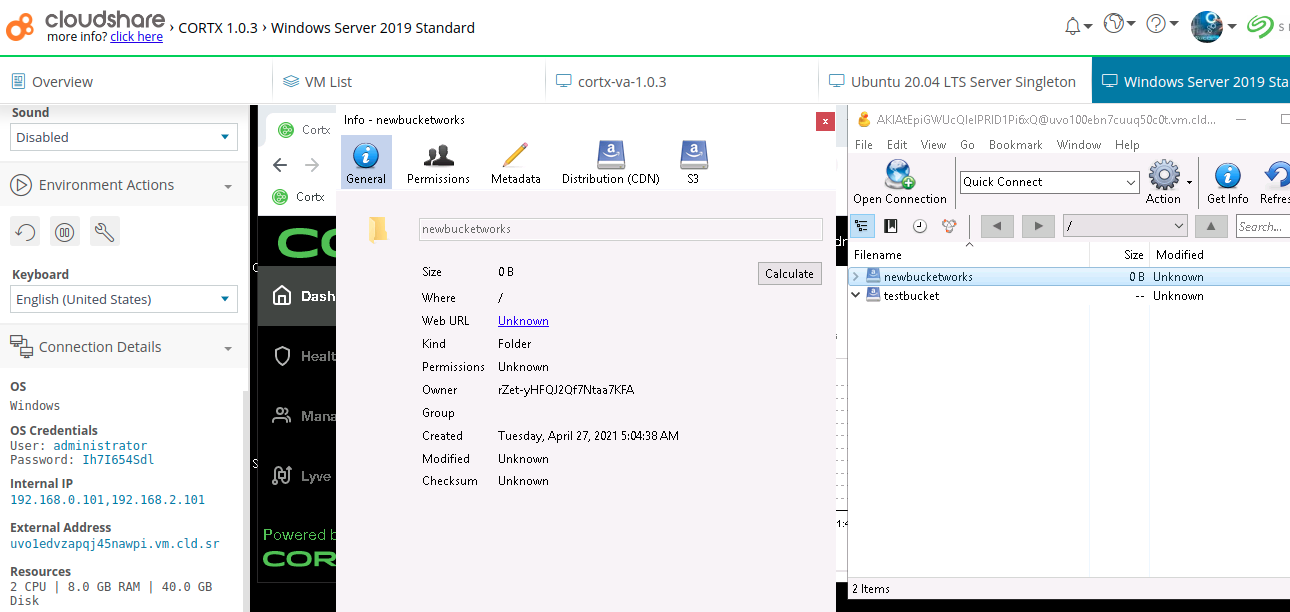 cloudshare
more info? click here
› CORTX 1.0.3 › Windows Server 2019 Standard
Overview
VM List
cortx-va-1.0.3
Ubuntu 20.04 LTS Server Singleton
Windows Server 2019 Sta
Sound
Disabled
Environment Actions
Keyboard
English (United States)
Connection Details
OS
Windows
OS Credentials
User: administrator
Password: Ih7I654Sdl
Internal IP
192.168.0.101,192.168.2.101
External Address
uvo1edvzapqj45nawpi.vm.cld.sr
Resources
2 CPU | 8.0 GB RAM | 40.0 GB
Disk
Cortx
Cortx
Dash
Healt
Mana
Lyve
Powered b
COR
Info - newbucketworks
x
General
Permissions
Metadata
Distribution (CDN)
S3
newbucketworks
Size 0 B
Calculate
Where /
Web URL Unknown
Kind Folder
Permissions Unknown
Owner rZet-yHFQJ2Qf7Ntaa7KFA
Group
Created Tuesday, April 27, 2021 5:04:38 AM
Modified Unknown
Checksum Unknown
AKIAtEpiGWUcQIeIPRID1Pi6xQ@uvo100ebn7cuuq50c0t.vm.cld...
File Edit View Go Bookmark Window Help
Open Connection
Quick Connect
Action
Get Info
Refres
/
Search...
Filename Size Modified
newbucketworks 0 B Unknown
testbucket -- Unknown
2 Items